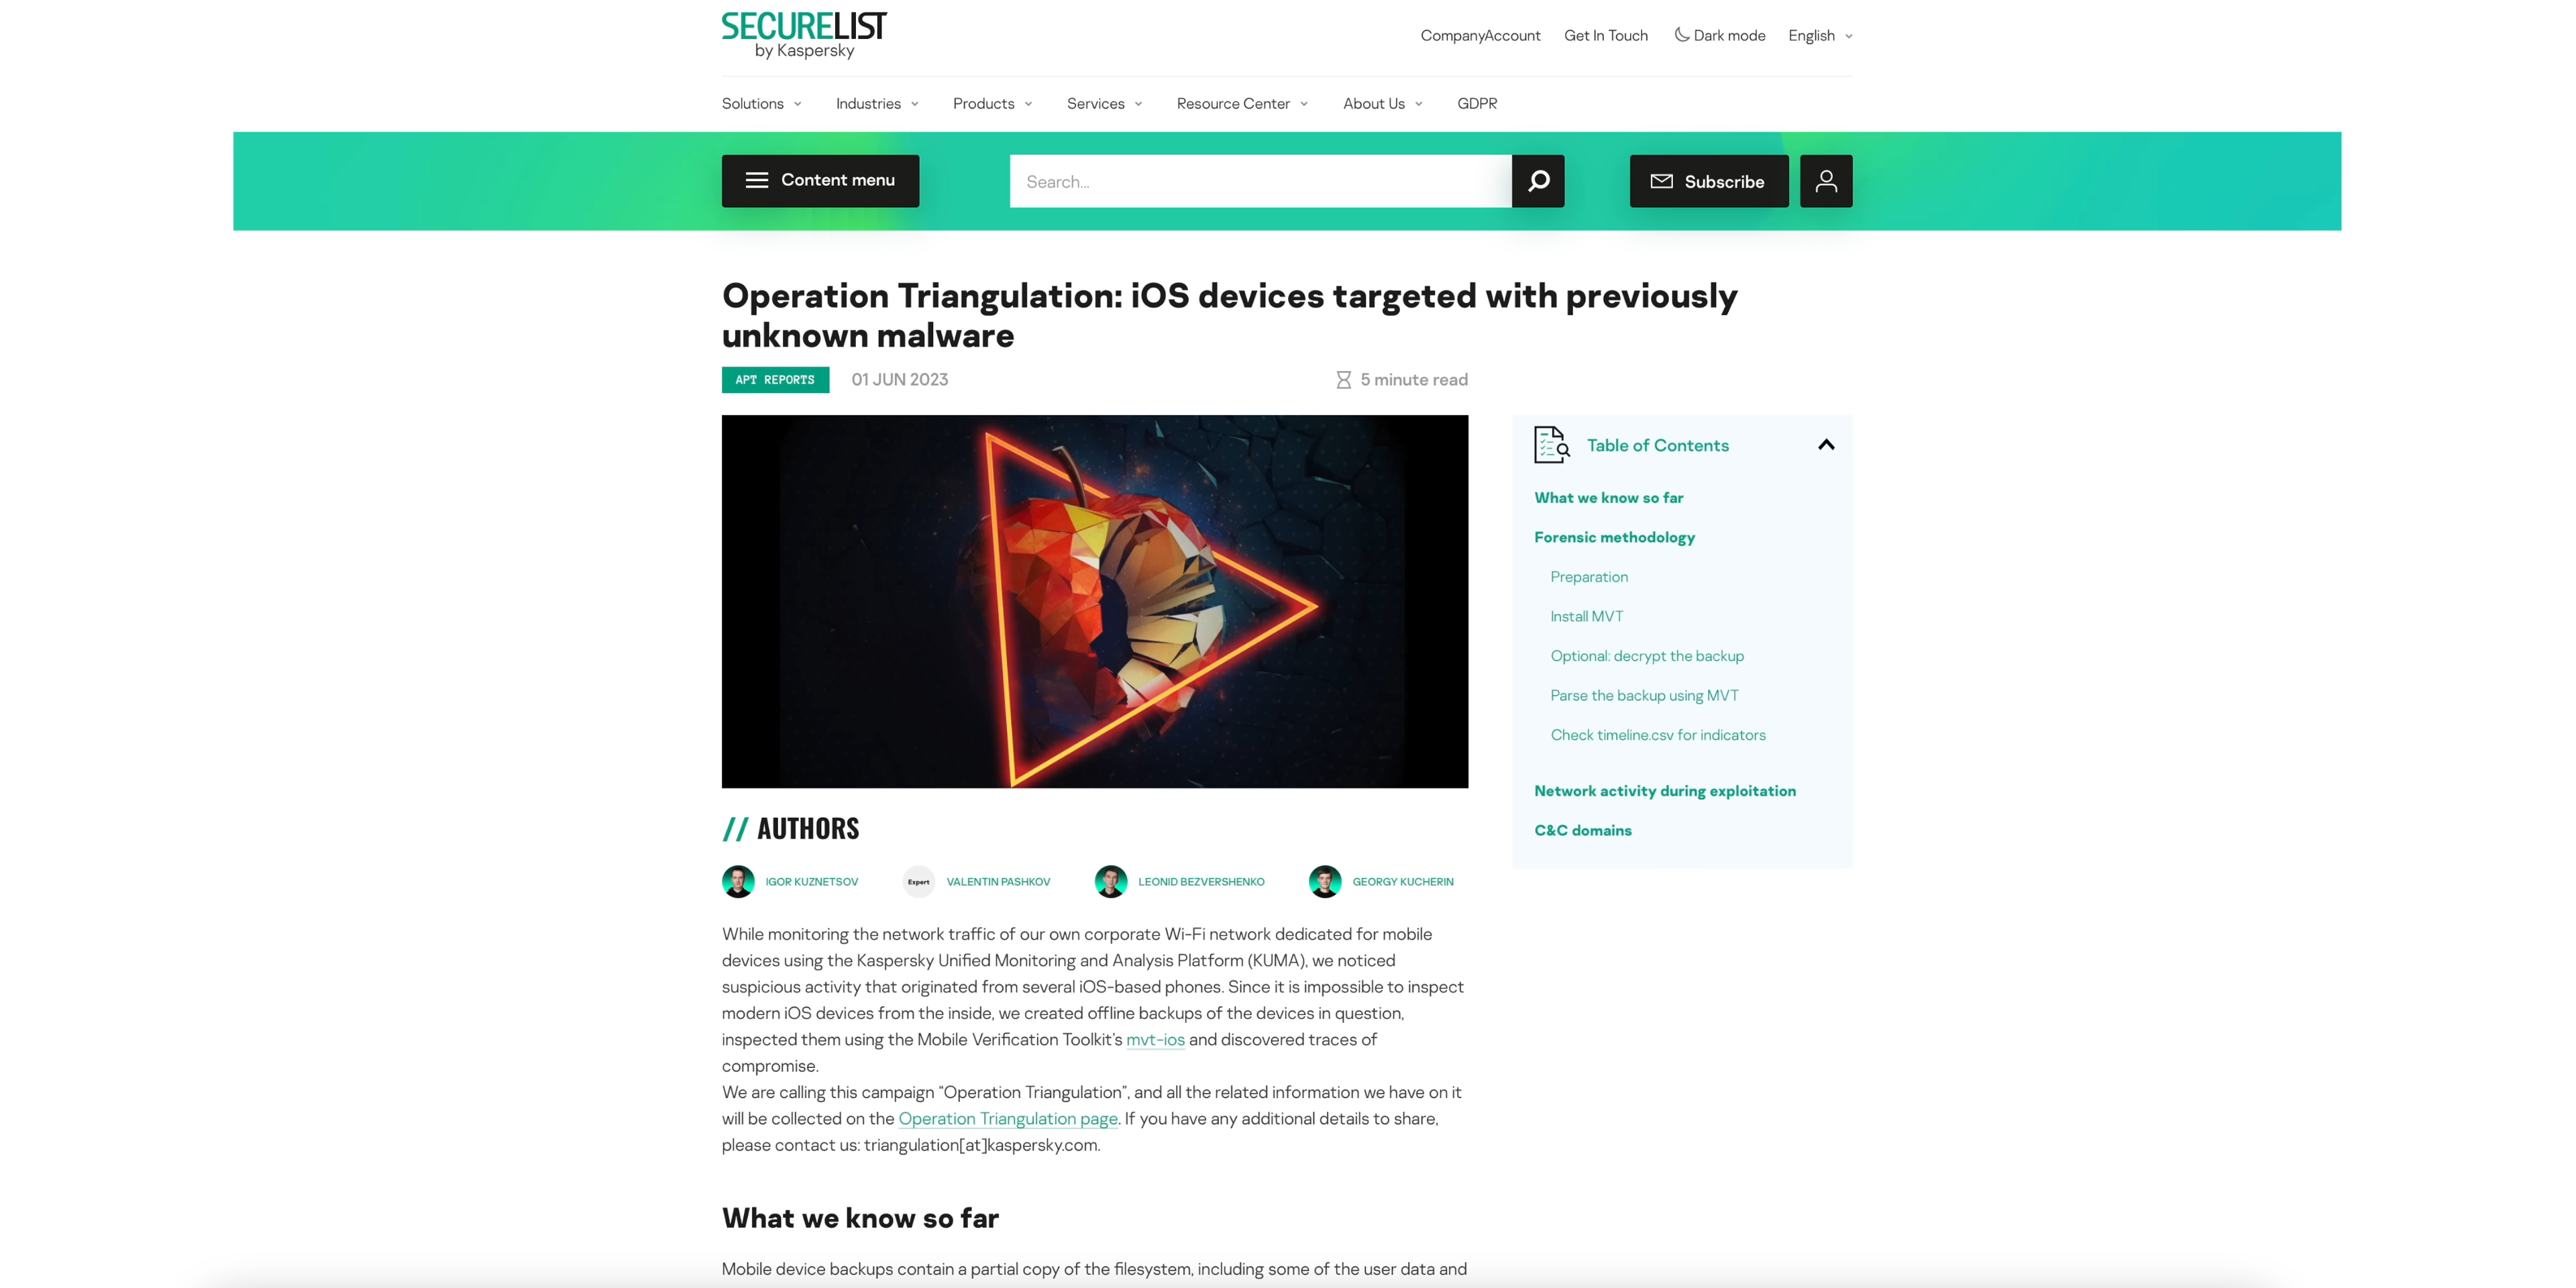 SECURELIST
by Kaspersky
CompanyAccount Get In Touch Dark mode English
Solutions Industries Products Services Resource Center About Us GDPR
Content menu Search... Subscribe
Operation Triangulation: iOS devices targeted with previously
unknown malware
APT REPORTS 01 JUN 2023 5 minute read
Table of Contents
What we know so far
Forensic methodology
Preparation
Install MVT
Optional: decrypt the backup
Parse the backup using MVT
Check timeline.csv for indicators
Network activity during exploitation
C&C domains
// AUTHORS
IGOR KUZNETSOV Expert VALENTIN PASHKOV LEONID BEZVERSHENKO GEORGY KUCHERIN
While monitoring the network traffic of our own corporate Wi-Fi network dedicated for mobile
devices using the Kaspersky Unified Monitoring and Analysis Platform (KUMA), we noticed
suspicious activity that originated from several iOS-based phones. Since it is impossible to inspect
modern iOS devices from the inside, we created offline backups of the devices in question,
inspected them using the Mobile Verification Toolkit's mvt-ios and discovered traces of
compromise.
We are calling this campaign “Operation Triangulation”, and all the related information we have on it
will be collected on the Operation Triangulation page. If you have any additional details to share,
please contact us: triangulation[at]kaspersky.com.
What we know so far
Mobile device backups contain a partial copy of the filesystem, including some of the user data and